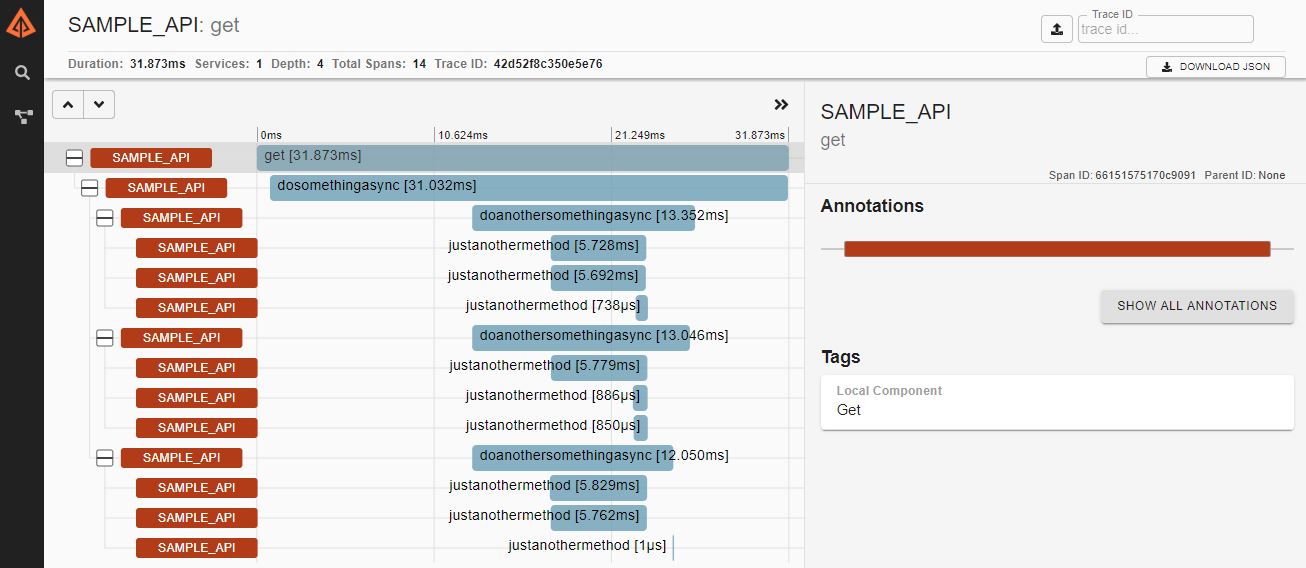 SAMPLE_API: get
Trace ID
trace id...
Duration: 31.873ms Services: 1 Depth: 4 Total Spans: 14 Trace ID: 42d52f8c350e5e76
DOWNLOAD JSON
0ms 10.624ms 21.249ms 31.873ms
SAMPLE_API get [31.873ms]
SAMPLE_API dosomethingasync [31.032ms]
SAMPLE_API doanothersomethingasync [13.352ms]
SAMPLE_API justanothermethod [5.728ms]
SAMPLE_API justanothermethod [5.692ms]
SAMPLE_API justanothermethod [738μs]
SAMPLE_API doanothersomethingasync [13.046ms]
SAMPLE_API justanothermethod [5.779ms]
SAMPLE_API justanothermethod [886μs]
SAMPLE_API justanothermethod [850μs]
SAMPLE_API doanothersomethingasync [12.050ms]
SAMPLE_API justanothermethod [5.829ms]
SAMPLE_API justanothermethod [5.762ms]
SAMPLE_API justanothermethod [1μs]
SAMPLE_API
get
Span ID: 66151575170c9091 Parent ID: None
Annotations
SHOW ALL ANNOTATIONS
Tags
Local Component
Get